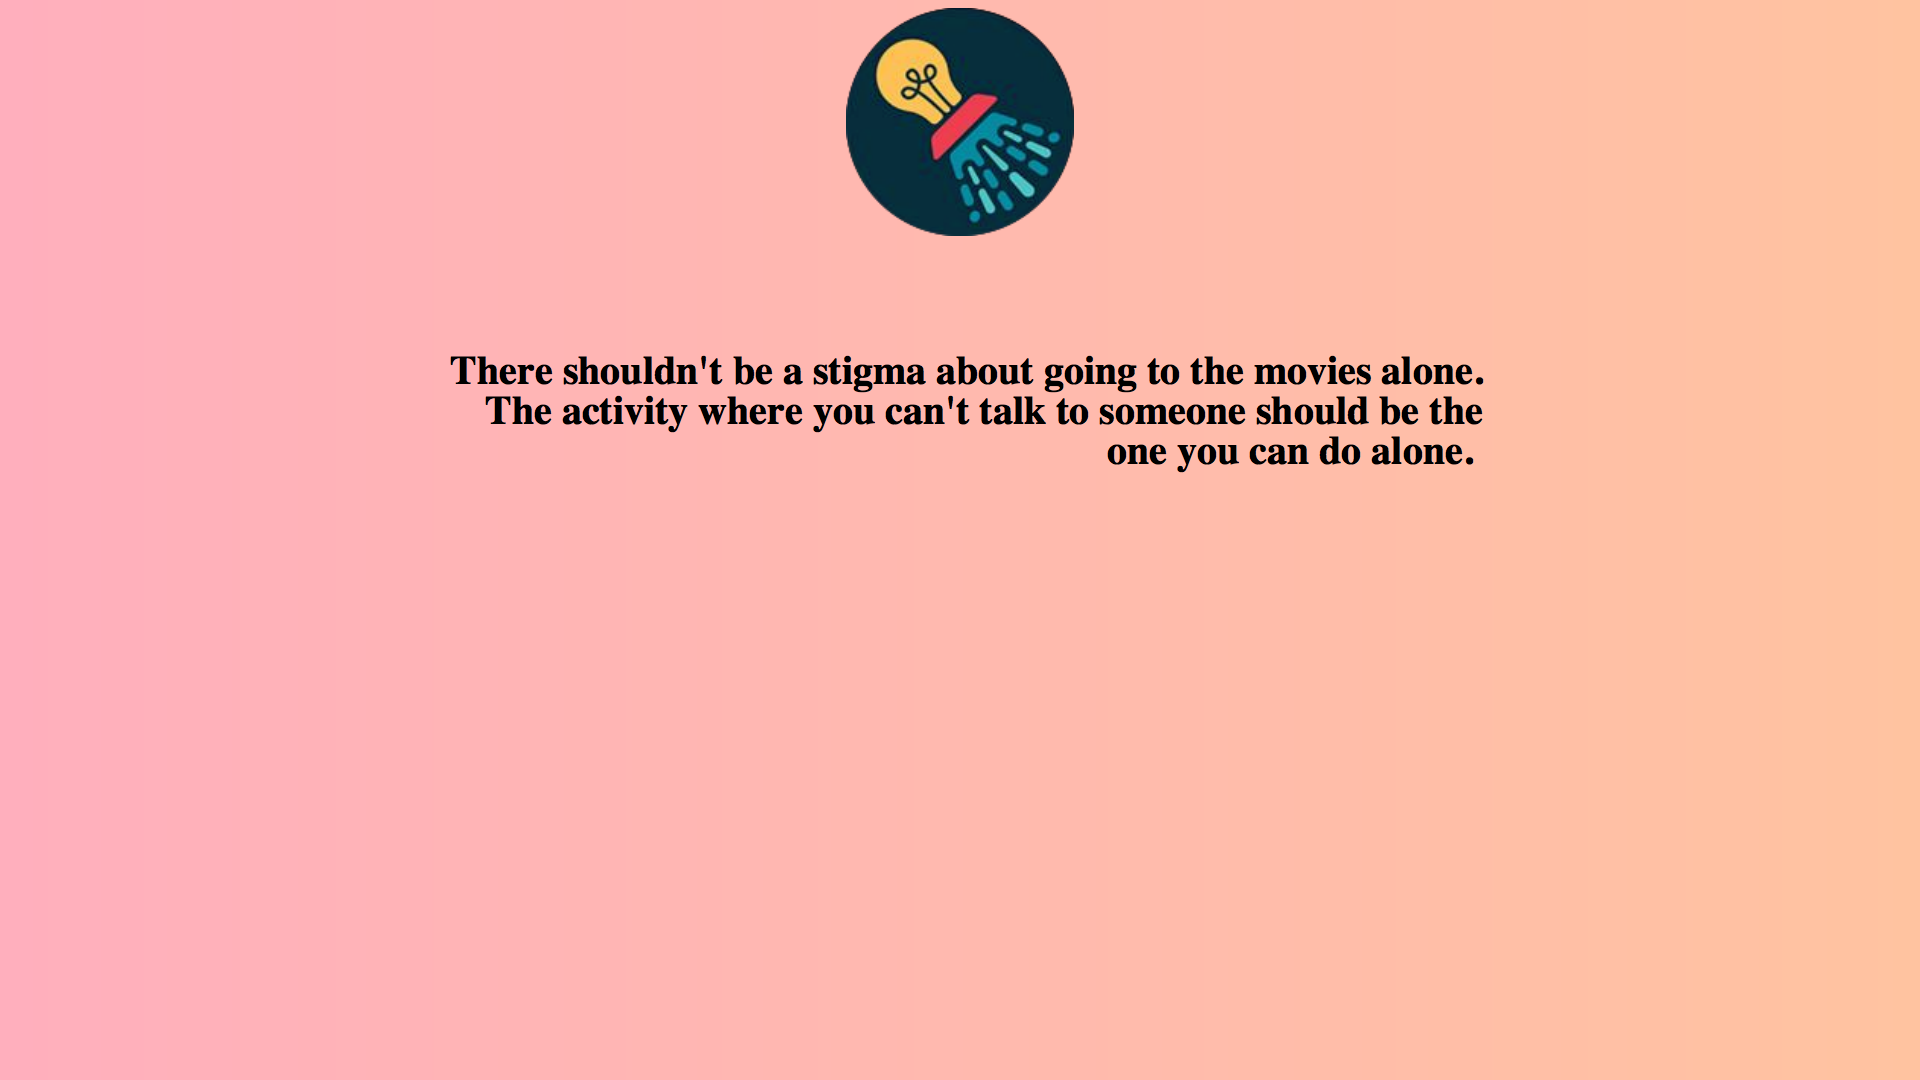 There shouldn't be a stigma about going to the movies alone.
The activity where you can't talk to someone should be the
one you can do alone.